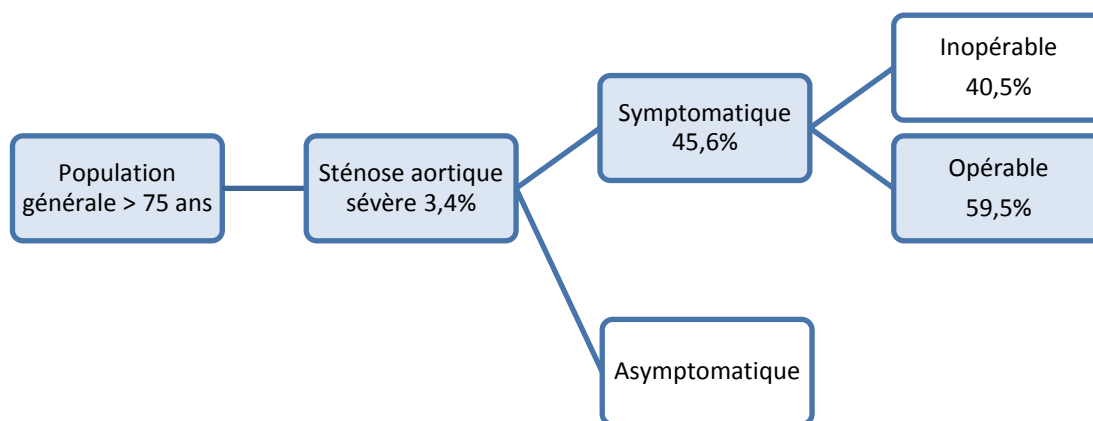 Population
générale > 75 ans
Sténose aortique
sévère 3,4%
Symptomatique
45,6%
Inopérable
40,5%
Opérable
59,5%
Asymptomatique